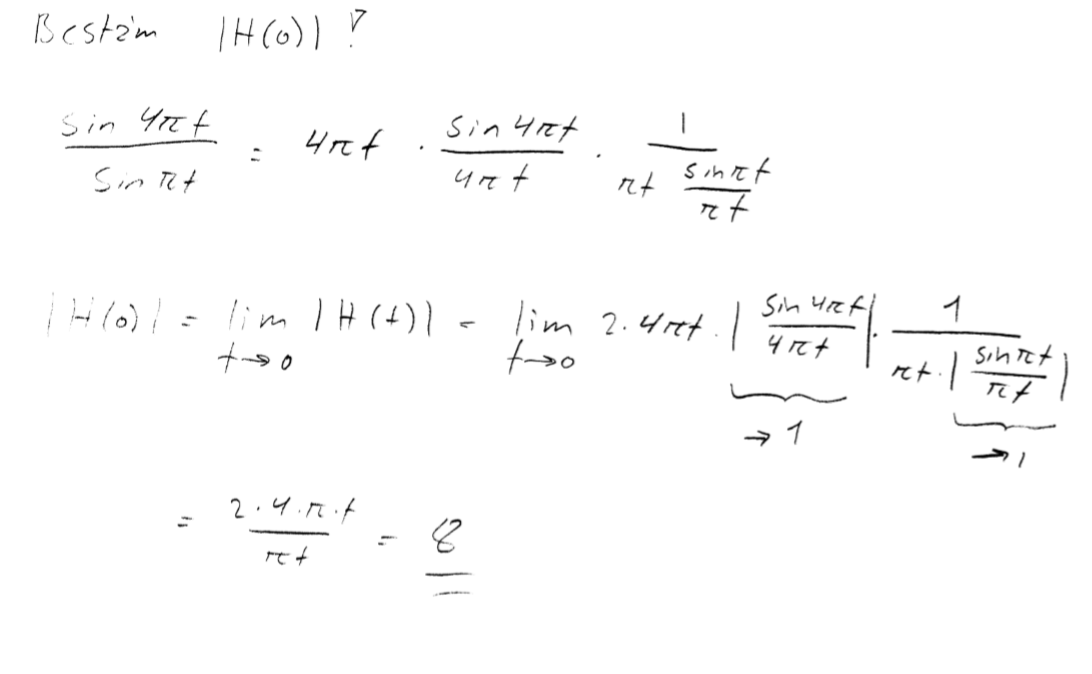 Bestäm |H(0)| ?
sin 4πf / sin πf = 4πf · sin 4πf / 4πf · 1 / (πf sin πf / πf)
|H(0)| = lim f→0 |H(f)| = lim f→0 2·4πf · |sin 4πf / 4πf| · 1 / (πf · |sin πf / πf|)
→ 1 → 1
= 2·4·π·f / πf = 8